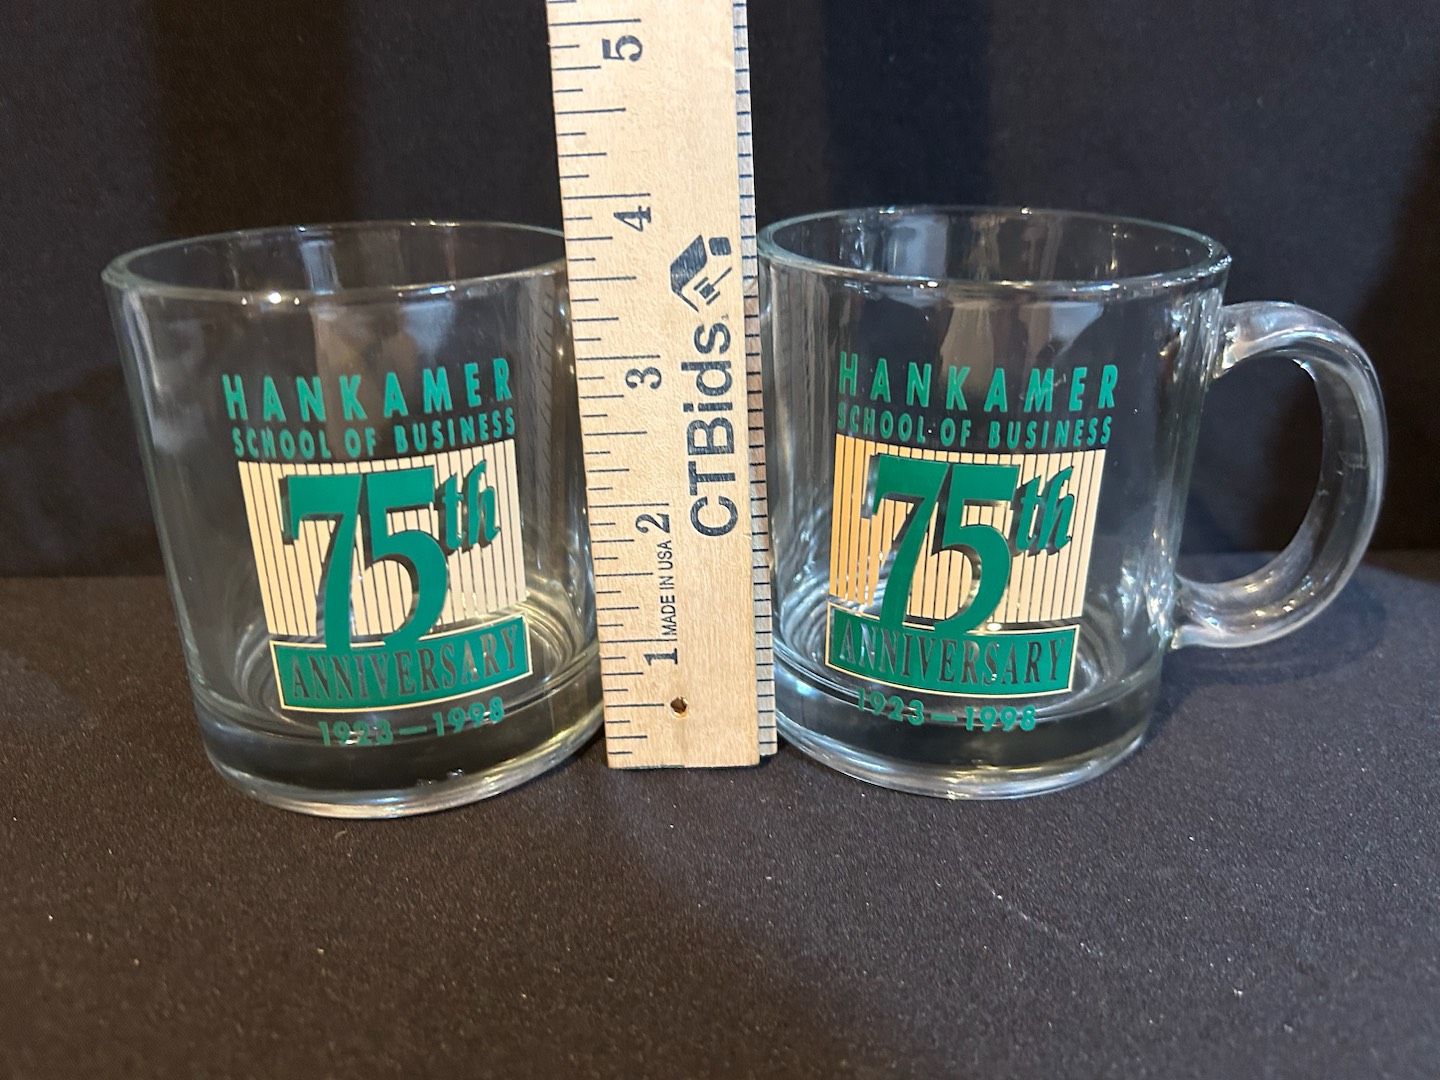 HANKAMER
SCHOOL OF BUSINESS
75th
ANNIVERSARY
1923—1998
5
4
3
2
1
MADE IN USA
CTBids.
HANKAMER
SCHOOL OF BUSINESS
75th
ANNIVERSARY
1923—1998